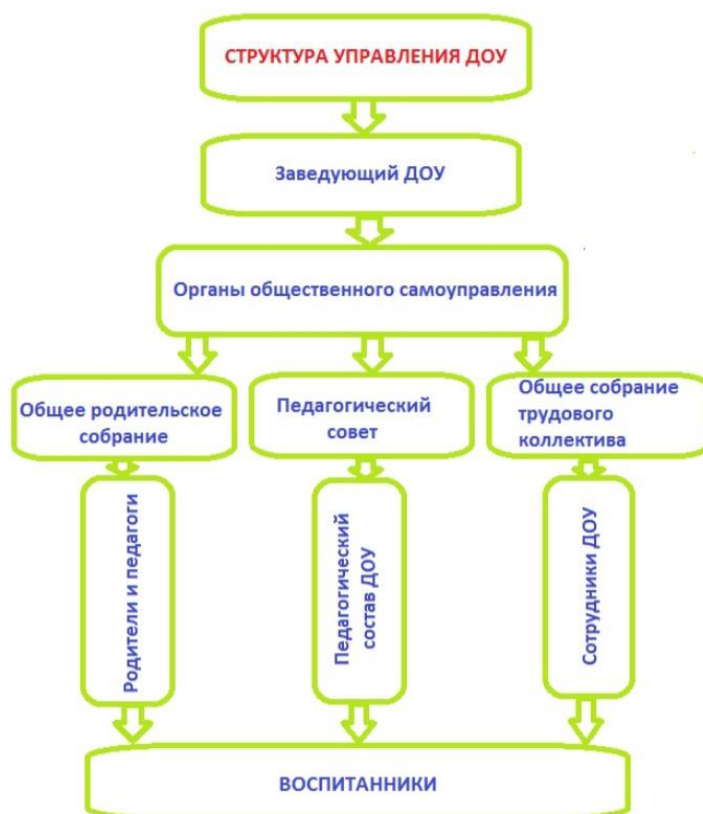 СТРУКТУРА УПРАВЛЕНИЯ ДОУ
Заведующий ДОУ
Органы общественного самоуправления
Общее родительское
собрание
Педагогический
совет
Общее собрание
трудового
коллектива
Родители и педагоги
Педагогический
состав ДОУ
Сотрудники ДОУ
ВОСПИТАННИКИ